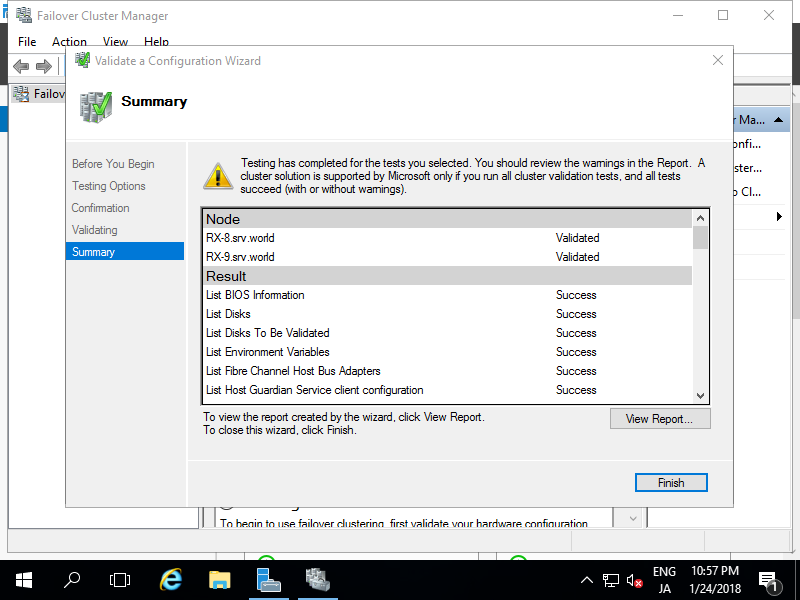 Failover Cluster Manager
File Action View Help
Validate a Configuration Wizard
Failov
Summary
Ma...
onfi...
ster...
Cl...
Before You Begin
Testing Options
Confirmation
Validating
Summary
Testing has completed for the tests you selected. You should review the warnings in the Report. A
cluster solution is supported by Microsoft only if you run all cluster validation tests, and all tests
succeed (with or without warnings).
Node
RX-8.srv.world Validated
RX-9.srv.world Validated
Result
List BIOS Information Success
List Disks Success
List Disks To Be Validated Success
List Environment Variables Success
List Fibre Channel Host Bus Adapters Success
List Host Guardian Service client configuration Success
To view the report created by the wizard, click View Report.
To close this wizard, click Finish.
View Report...
Finish
To begin to use failover clustering, first validate your hardware configuration
ENG
JA
10:57 PM
1/24/2018
1